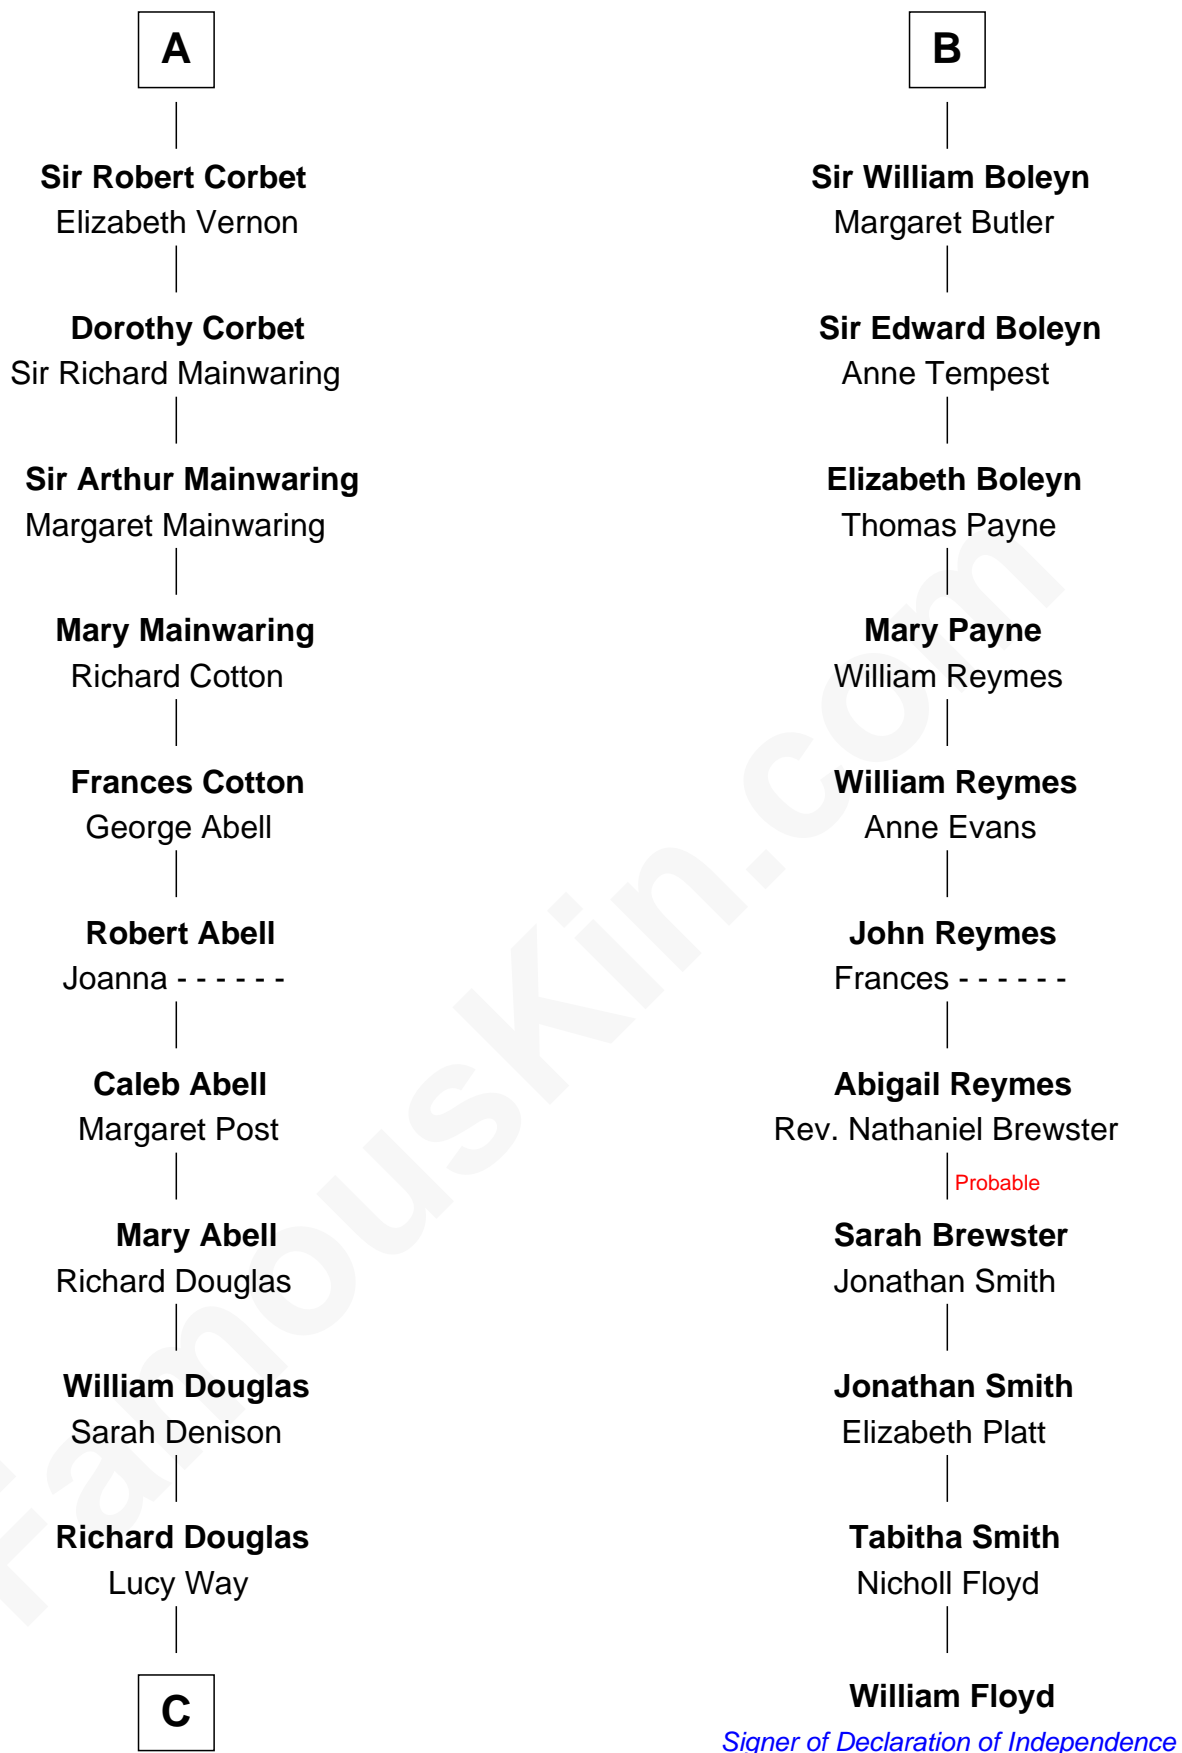 A
Sir Robert Corbet
Elizabeth Vernon
Dorothy Corbet
Sir Richard Mainwaring
Sir Arthur Mainwaring
Margaret Mainwaring
Mary Mainwaring
Richard Cotton
Frances Cotton
George Abell
Robert Abell
Joanna - - - - - -
Caleb Abell
Margaret Post
Mary Abell
Richard Douglas
William Douglas
Sarah Denison
Richard Douglas
Lucy Way
C
B
Sir William Boleyn
Margaret Butler
Sir Edward Boleyn
Anne Tempest
Elizabeth Boleyn
Thomas Payne
Mary Payne
William Reymes
William Reymes
Anne Evans
John Reymes
Frances - - - - - -
Abigail Reymes
Rev. Nathaniel Brewster
Probable
Sarah Brewster
Jonathan Smith
Jonathan Smith
Elizabeth Platt
Tabitha Smith
Nicholl Floyd
William Floyd
Signer of Declaration of Independence
FamousKin.com